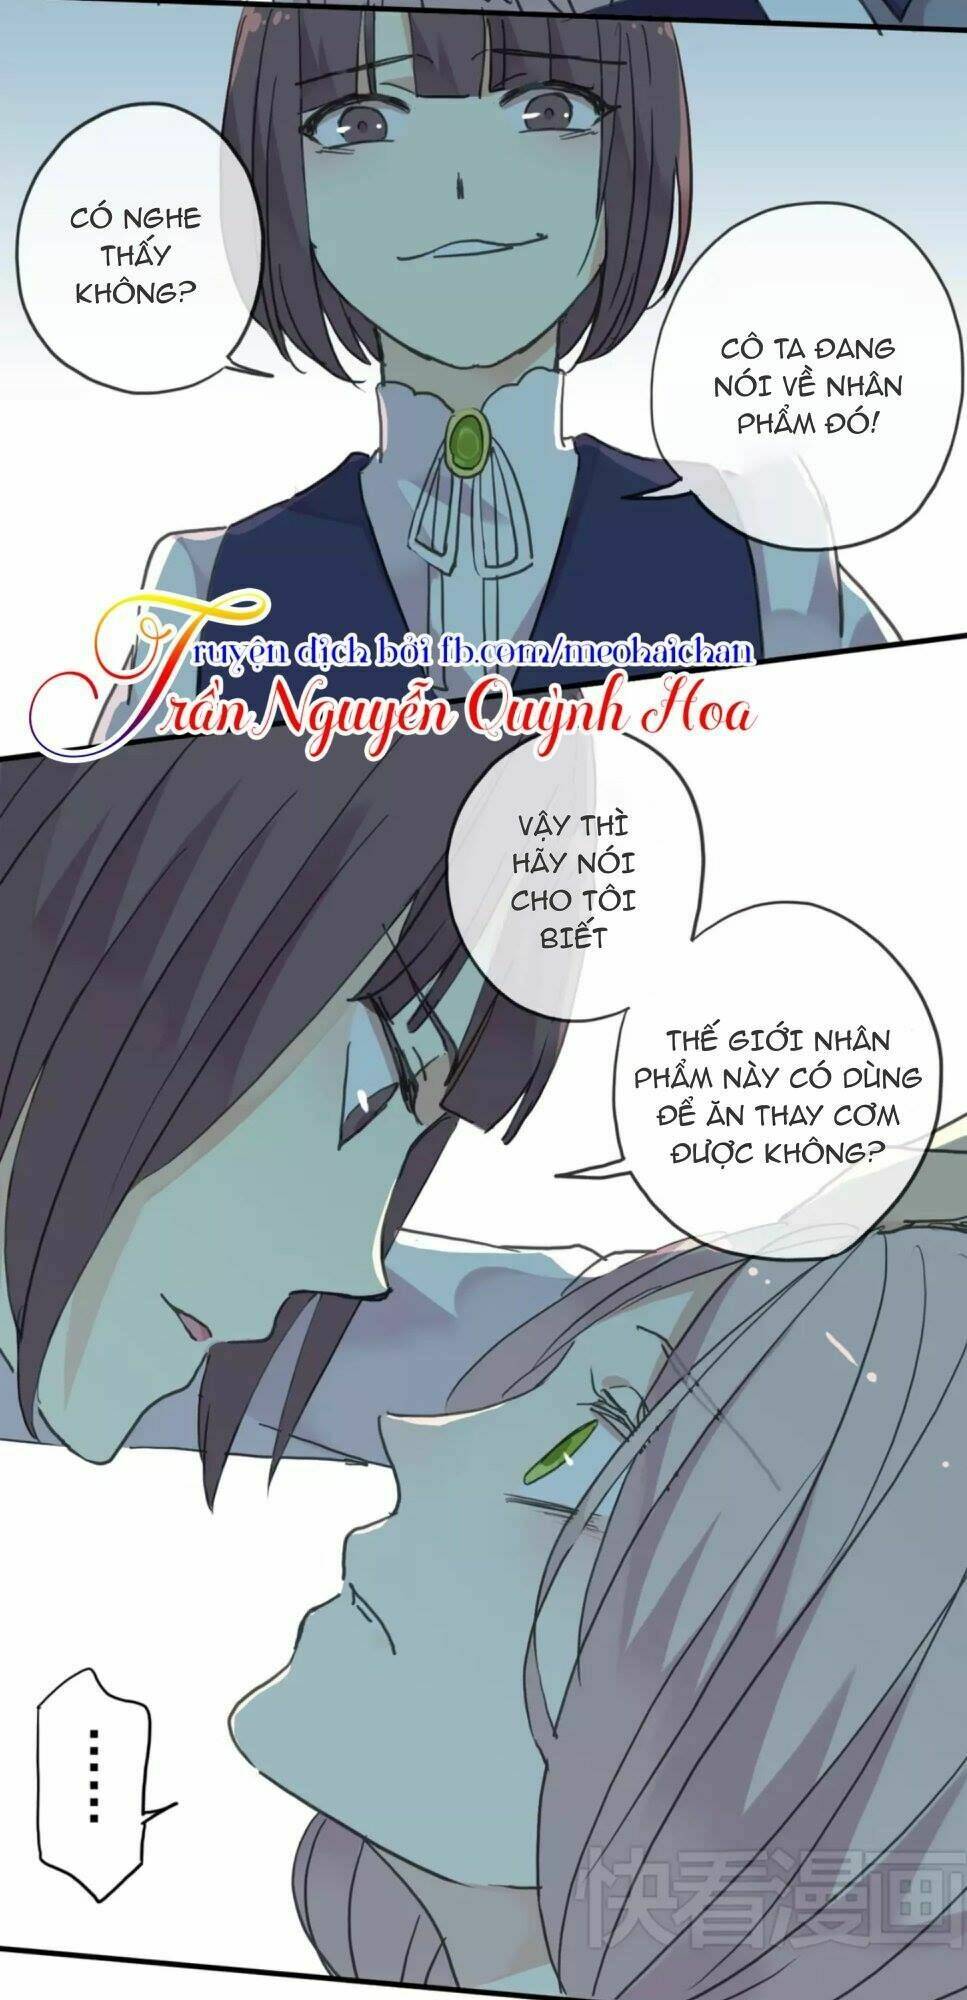 CÓ NGHE
THẤY
KHÔNG?
CÔ TA ĐANG
NÓI VỀ NHÂN
PHẨM ĐÓ!
Truyện dịch bởi fb.com/meohaichan
Trần Nguyễn Quỳnh Hoa
VẬY THÌ
HÃY NÓI
CHO TÔI
BIẾT
THẾ GIỚI NHÂN
PHẨM NÀY CÓ DÙNG
ĐỂ ĂN THAY CƠM
ĐƯỢC KHÔNG?
.......
快看漫画